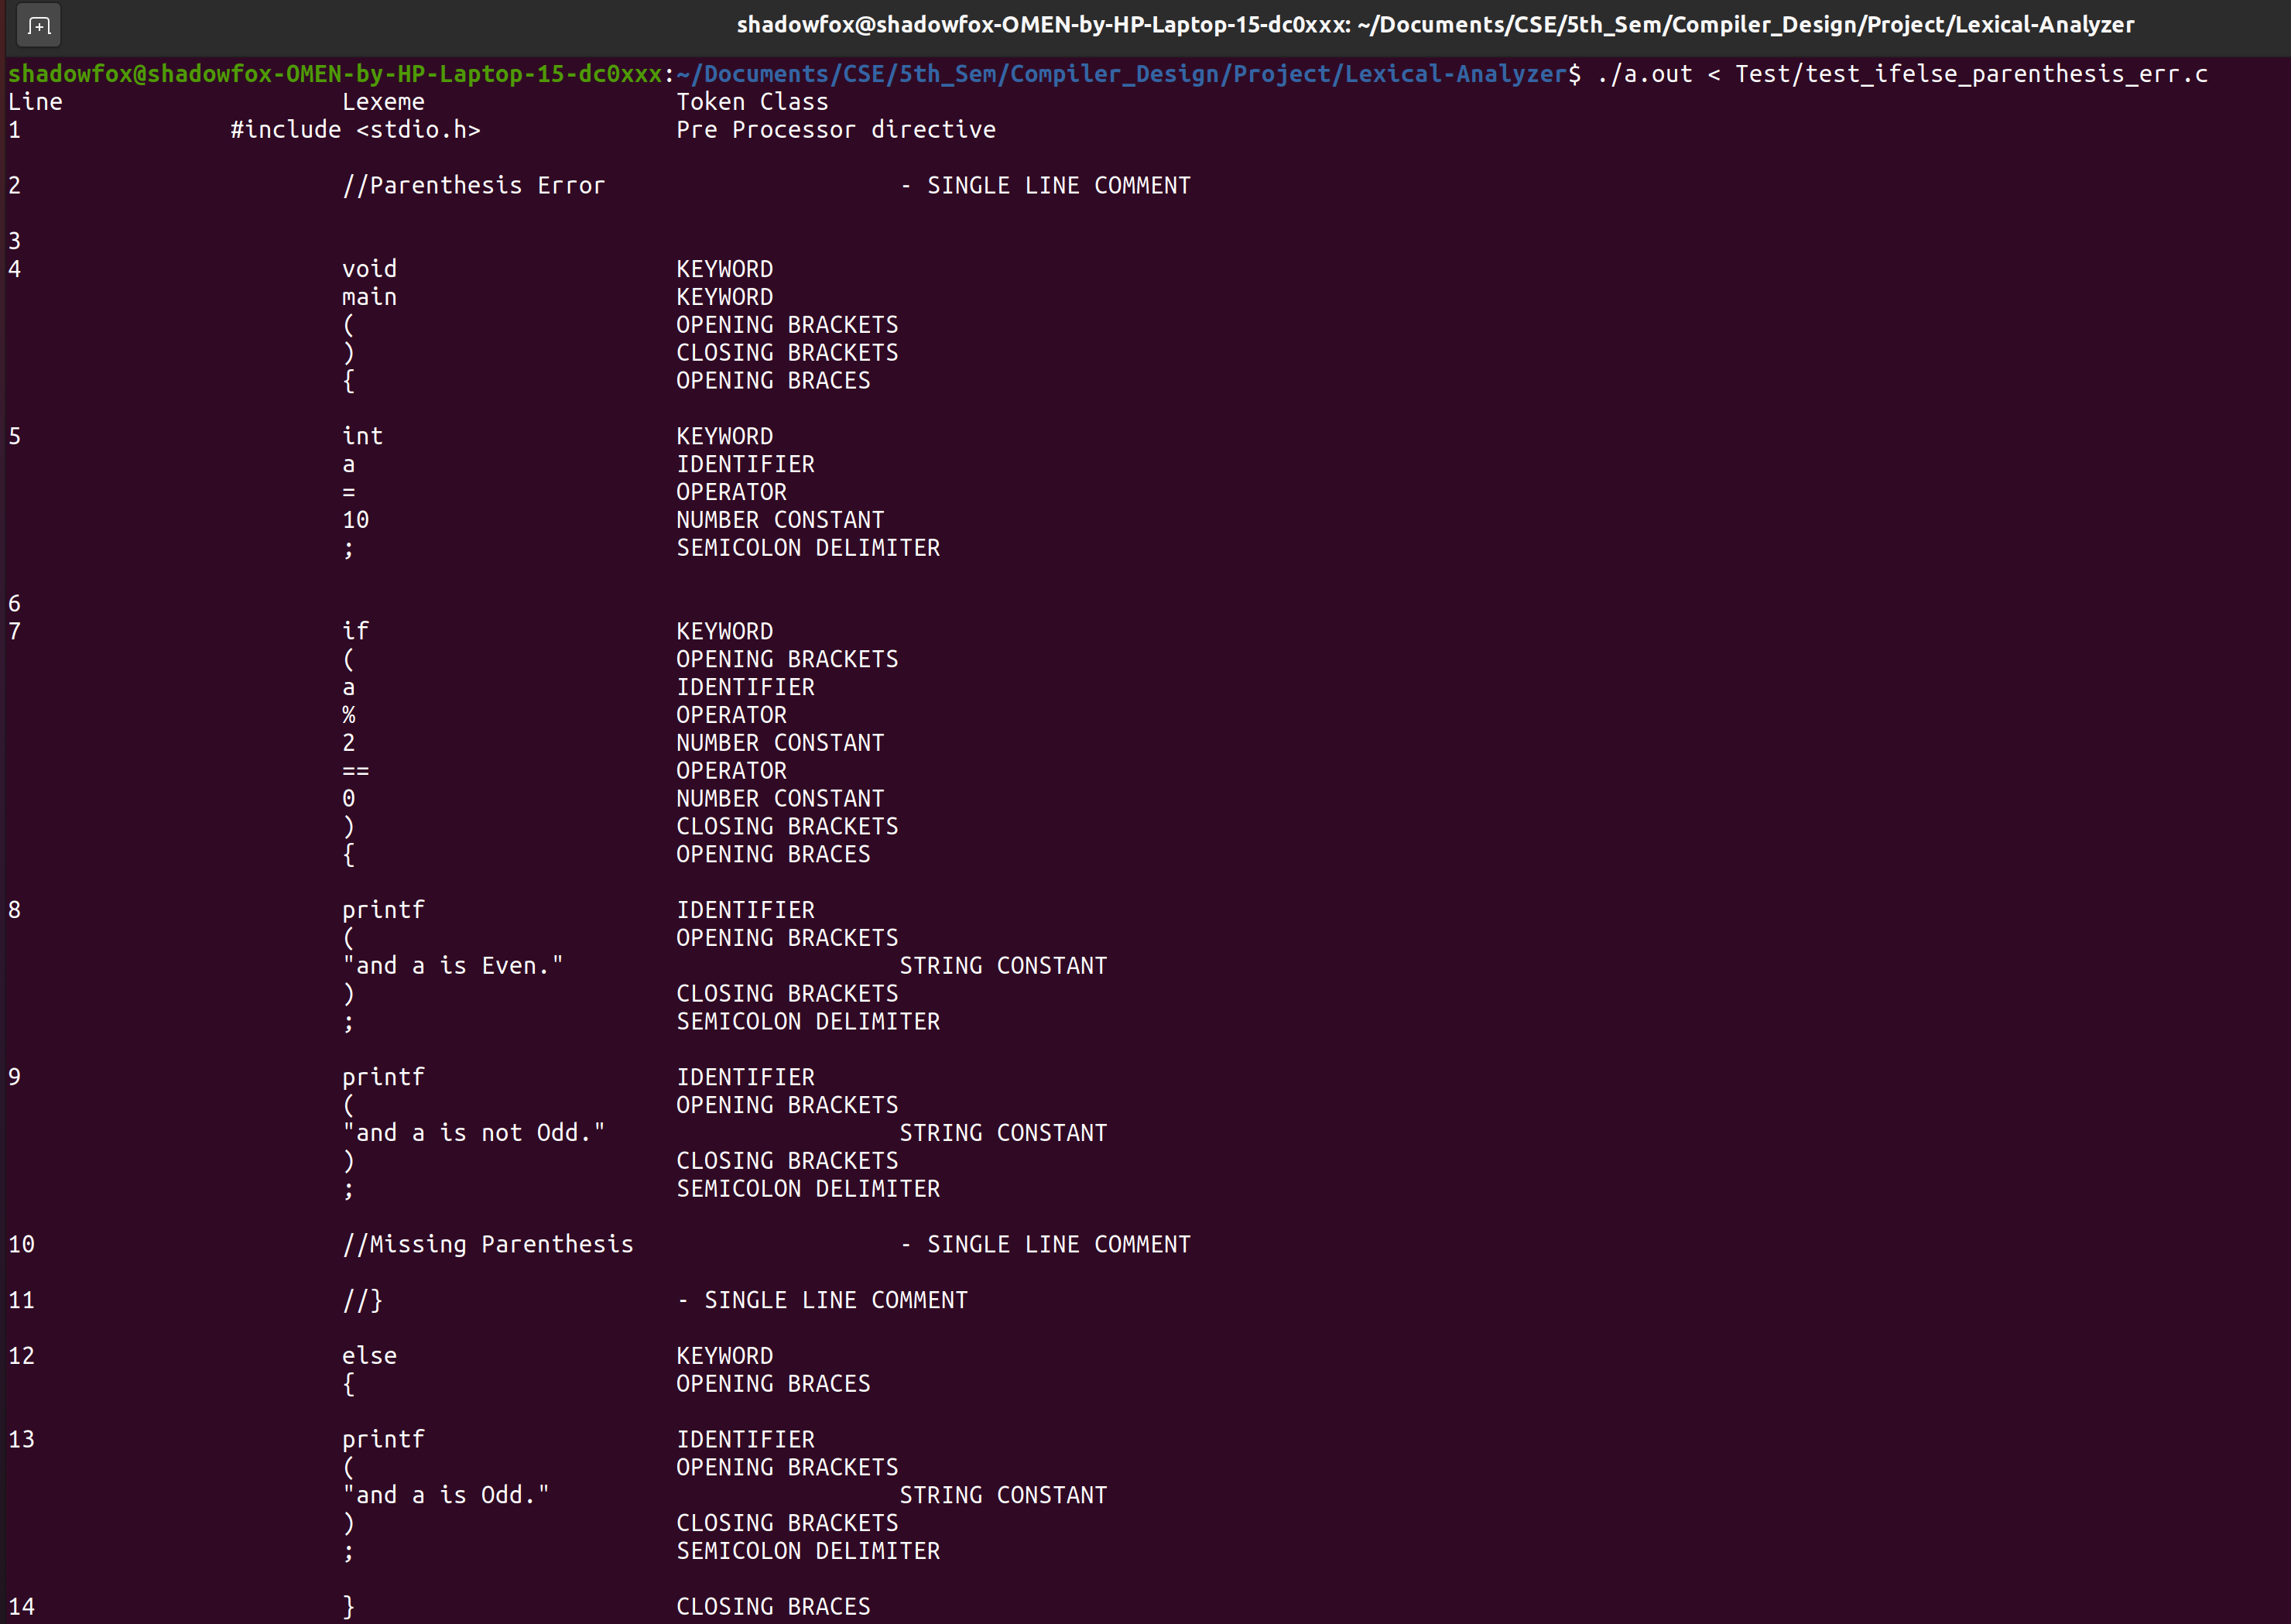 shadowfox@shadowfox-OMEN-by-HP-Laptop-15-dc0xxx: ~/Documents/CSE/5th_Sem/Compiler_Design/Project/Lexical-Analyzer
shadowfox@shadowfox-OMEN-by-HP-Laptop-15-dc0xxx:~/Documents/CSE/5th_Sem/Compiler_Design/Project/Lexical-Analyzer$ ./a.out < Test/test_ifelse_parenthesis_err.c
Line Lexeme Token Class
1 #include <stdio.h> Pre Processor directive
2 //Parenthesis Error - SINGLE LINE COMMENT
3
4 void KEYWORD
main KEYWORD
( OPENING BRACKETS
) CLOSING BRACKETS
{ OPENING BRACES
5 int KEYWORD
a IDENTIFIER
= OPERATOR
10 NUMBER CONSTANT
; SEMICOLON DELIMITER
6
7 if KEYWORD
( OPENING BRACKETS
a IDENTIFIER
% OPERATOR
2 NUMBER CONSTANT
== OPERATOR
0 NUMBER CONSTANT
) CLOSING BRACKETS
{ OPENING BRACES
8 printf IDENTIFIER
( OPENING BRACKETS
"and a is Even." STRING CONSTANT
) CLOSING BRACKETS
; SEMICOLON DELIMITER
9 printf IDENTIFIER
( OPENING BRACKETS
"and a is not Odd." STRING CONSTANT
) CLOSING BRACKETS
; SEMICOLON DELIMITER
10 //Missing Parenthesis - SINGLE LINE COMMENT
11 //} - SINGLE LINE COMMENT
12 else KEYWORD
{ OPENING BRACES
13 printf IDENTIFIER
( OPENING BRACKETS
"and a is Odd." STRING CONSTANT
) CLOSING BRACKETS
; SEMICOLON DELIMITER
14 } CLOSING BRACES